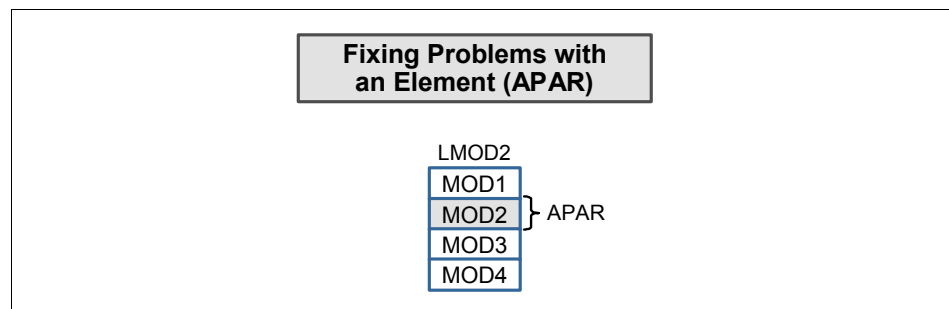 Fixing Problems with
an Element (APAR)
LMOD2
MOD1
MOD2 APAR
MOD3
MOD4